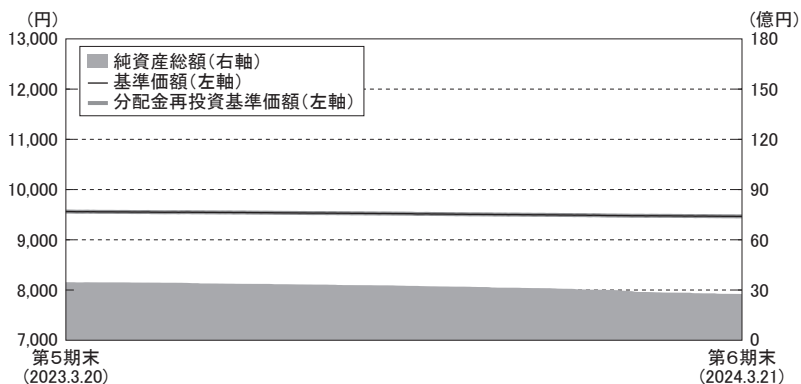 (円)
(億円)
13,000
12,000
11,000
10,000
9,000
8,000
7,000
純資産総額(右軸)
基準価額(左軸)
分配金再投資基準価額(左軸)
180
150
120
90
60
30
0
第5期末
(2023.3.20)
第6期末
(2024.3.21)